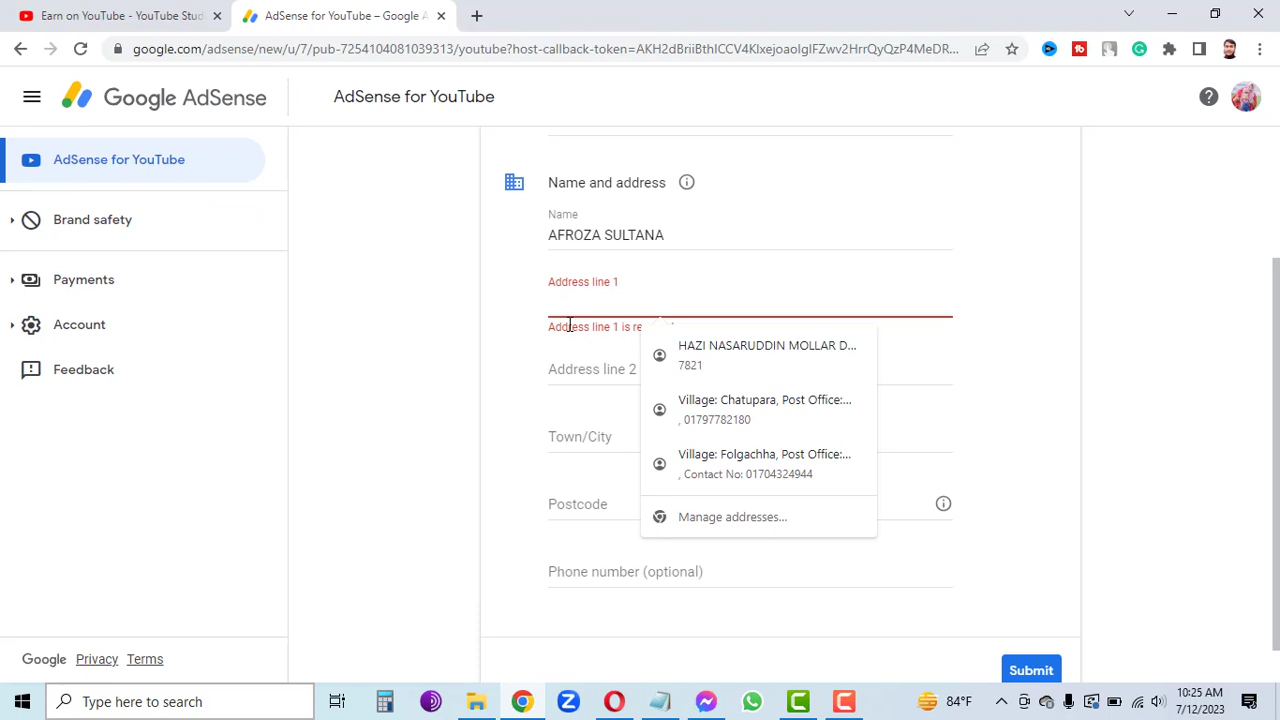 Earn on YouTube - YouTube Stud
AdSense for YouTube – Google A
google.com/adsense/new/u/7/pub-7254104081039313/youtube?host-callback-token=
Google AdSense
AdSense for YouTube
AdSense for YouTube
Brand safety
Payments
Account
Feedback
Name and address
Name
AFROZA SULTANA
Address line 1
Address line 1 is re
HAZI NASARUDDIN MOLLAR D...
7821
Address line 2
Village: Chatupara, Post Office:...
, 01797782180
Town/City
Village: Folgachha, Post Office:...
, Contact No: 01704324944
Postcode
Manage addresses...
Phone number (optional)
Submit
Google Privacy Terms
Type here to search
84°F
10:25 AM
7/12/2023